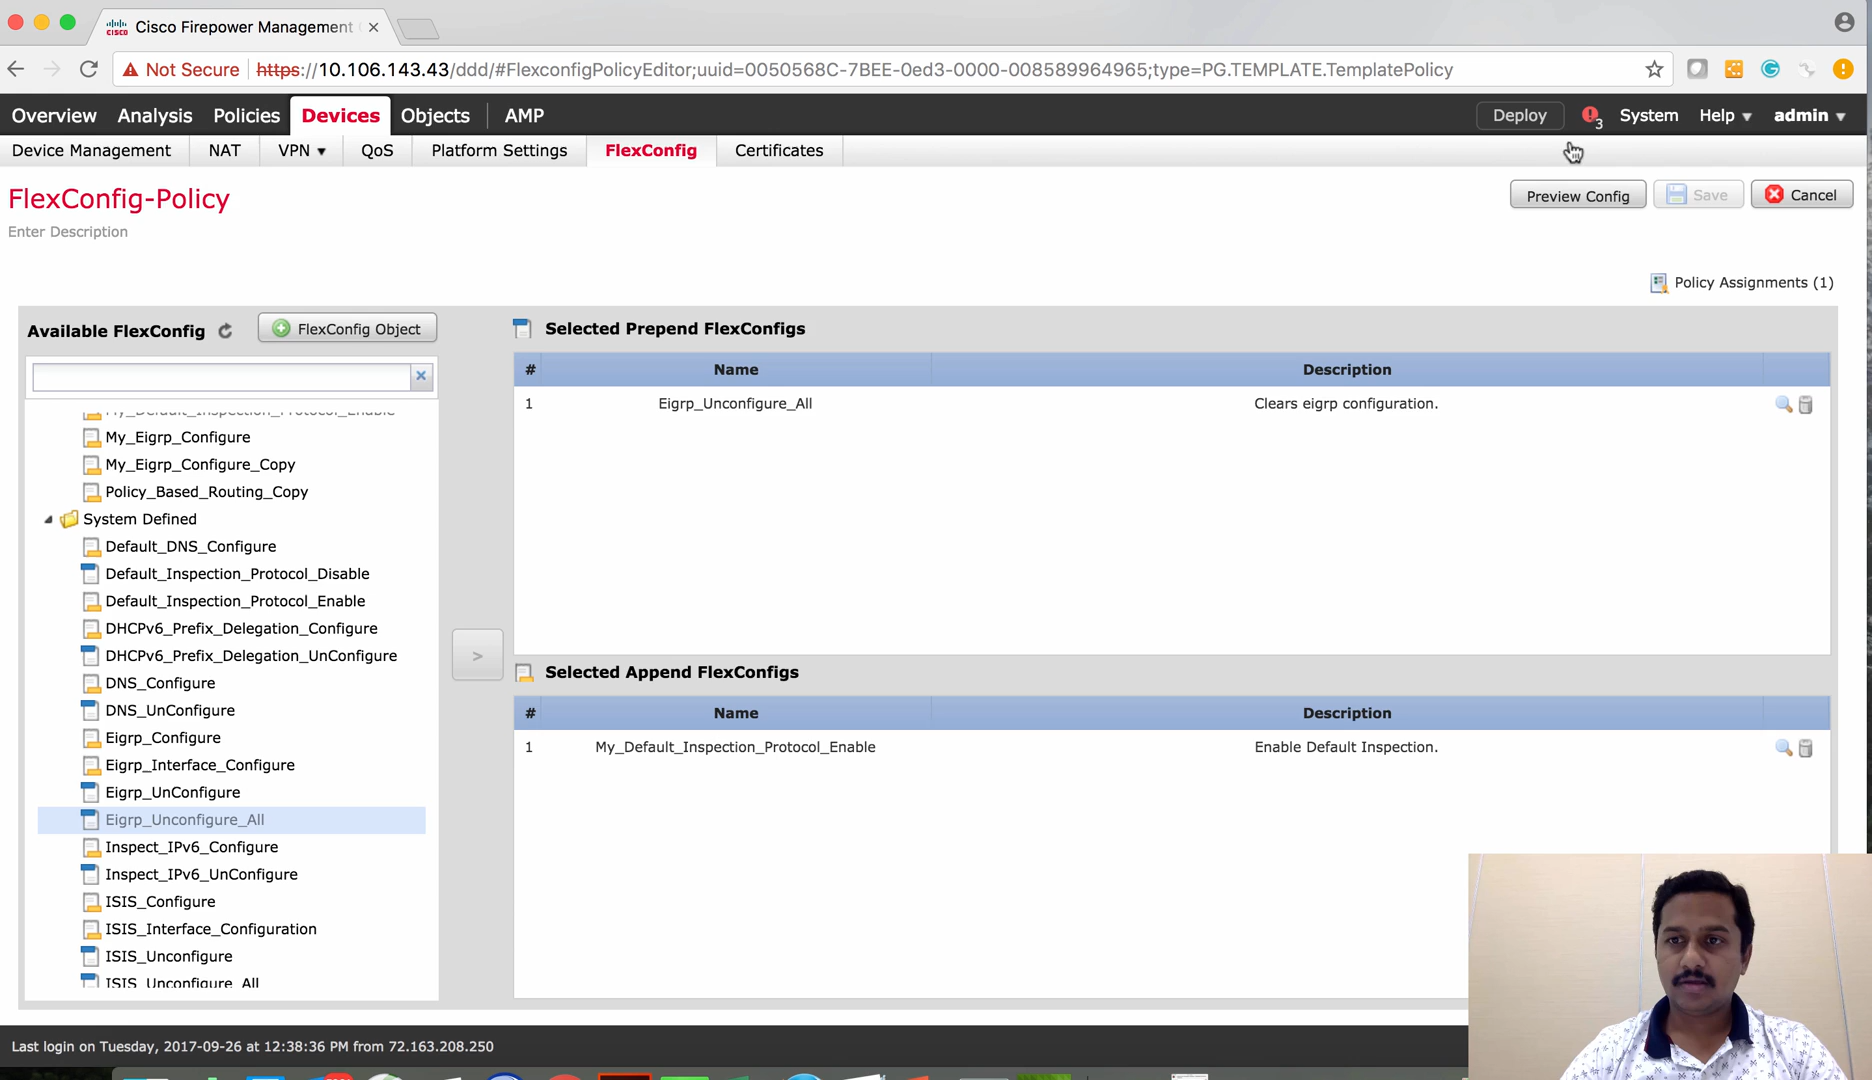 Cisco Firepower Management
Not Secure https://10.106.143.43/ddd/#FlexconfigPolicyEditor;uuid=0050568C-7BEE-0ed3-0000-008589964965;type=PG.TEMPLATE.TemplatePolicy
Overview Analysis Policies Devices Objects AMP Deploy 3 System Help admin
Device Management NAT VPN QoS Platform Settings FlexConfig Certificates
FlexConfig-Policy
Preview Config Save Cancel
Enter Description
Policy Assignments (1)
Available FlexConfig FlexConfig Object
My_Default_Inspection_Protocol_Enable
My_Eigrp_Configure
My_Eigrp_Configure_Copy
Policy_Based_Routing_Copy
System Defined
Default_DNS_Configure
Default_Inspection_Protocol_Disable
Default_Inspection_Protocol_Enable
DHCPv6_Prefix_Delegation_Configure
DHCPv6_Prefix_Delegation_UnConfigure
DNS_Configure
DNS_UnConfigure
Eigrp_Configure
Eigrp_Interface_Configure
Eigrp_UnConfigure
Eigrp_Unconfigure_All
Inspect_IPv6_Configure
Inspect_IPv6_UnConfigure
ISIS_Configure
ISIS_Interface_Configuration
ISIS_Unconfigure
ISIS_Unconfigure_All
>
Selected Prepend FlexConfigs
# Name Description
1 Eigrp_Unconfigure_All Clears eigrp configuration.
Selected Append FlexConfigs
# Name Description
1 My_Default_Inspection_Protocol_Enable Enable Default Inspection.
Last login on Tuesday, 2017-09-26 at 12:38:36 PM from 72.163.208.250